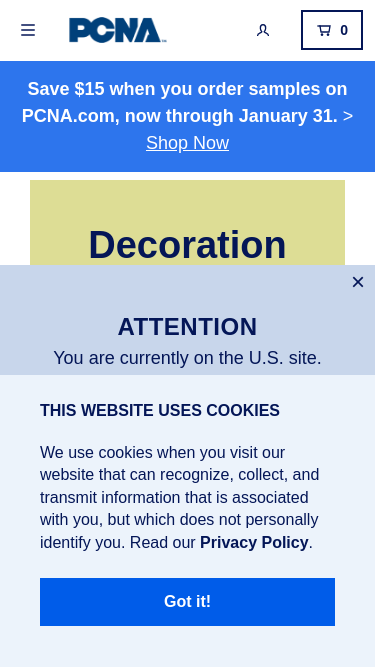 PCNA
0
Save $15 when you order samples on
PCNA.com, now through January 31. >
Shop Now
Decoration
ATTENTION
You are currently on the U.S. site.
THIS WEBSITE USES COOKIES
We use cookies when you visit our
website that can recognize, collect, and
transmit information that is associated
with you, but which does not personally
identify you. Read our Privacy Policy.
Got it!